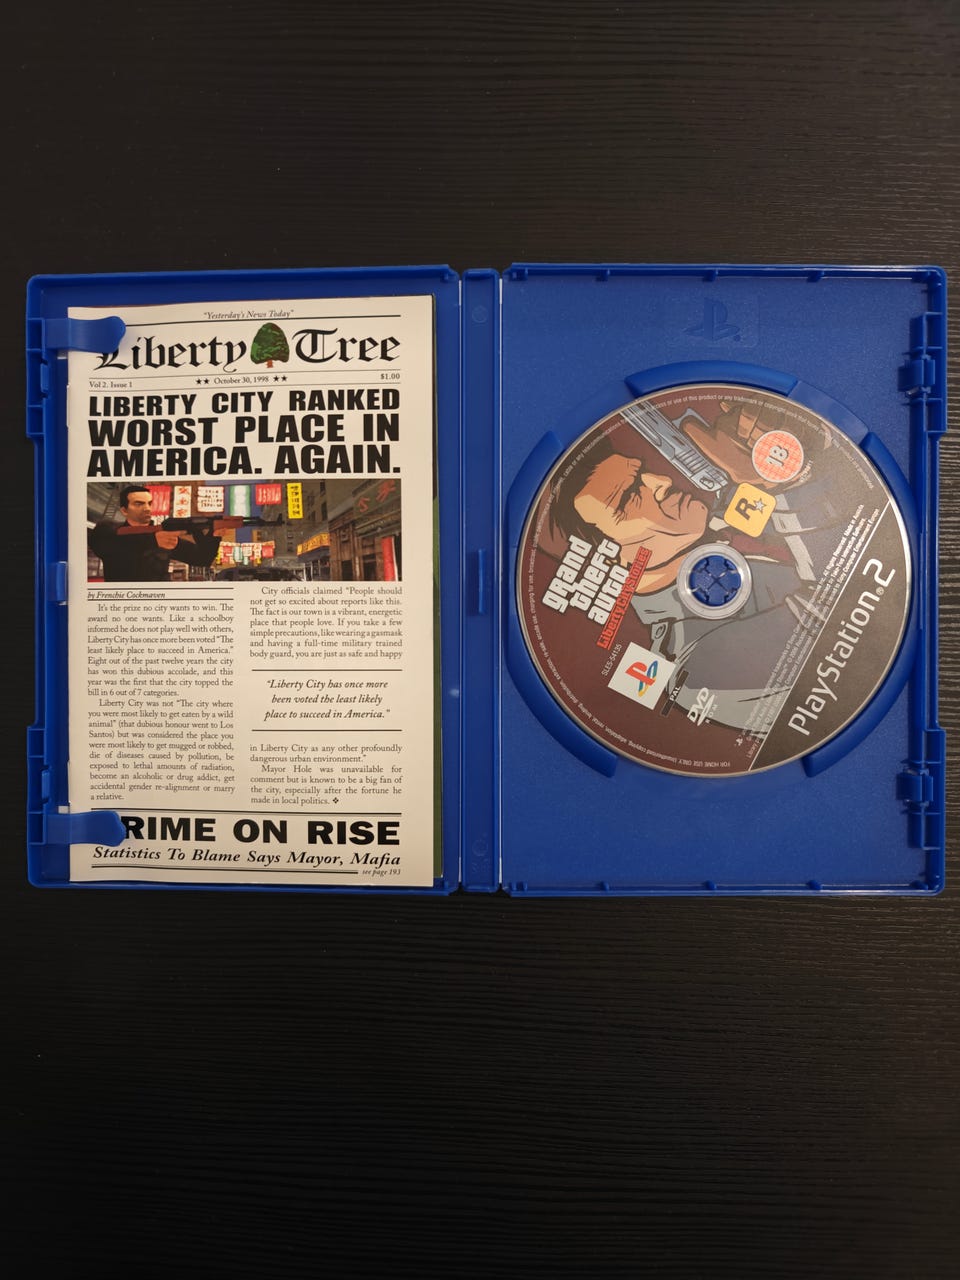 "Yesterday's News Today"
Liberty Tree
Vol 2. Issue 1 ★★ October 30, 1998 ★★ $1.00
LIBERTY CITY RANKED
WORST PLACE IN
AMERICA. AGAIN.
by Frenchie Cockmaven
It's the prize no city wants to win. The
award no one wants. Like a schoolboy
informed he does not play well with others,
Liberty City has once more been voted "The
least likely place to succeed in America."
Eight out of the past twelve years the city
has won this dubious accolade, and this
year was the first that the city topped the
bill in 6 out of 7 categories.
Liberty City was not "The city where
you were most likely to get eaten by a wild
animal" (that dubious honour went to Los
Santos) but was considered the place you
were most likely to get mugged or robbed,
die of diseases caused by pollution, be
exposed to lethal amounts of radiation,
become an alcoholic or drug addict, get
accidental gender re-alignment or marry
a relative.
City officials claimed "People should
not get so excited about reports like this.
The fact is our town is a vibrant, energetic
place that people love. If you take a few
simple precautions, like wearing a gasmask
and having a full-time military trained
body guard, you are just as safe and happy
"Liberty City has once more
been voted the least likely
place to succeed in America."
in Liberty City as any other profoundly
dangerous urban environment."
Mayor Hole was unavailable for
comment but is known to be a big fan of
the city, especially after the fortune he
made in local politics. ❖
RIME ON RISE
Statistics To Blame Says Mayor, Mafia
see page 193
grand
theft
auto
Liberty City Stories
18
R★
SLES-54135
PAL
DVD
PlayStation®2
FOR HOME USE ONLY. Unauthorised copying, adaptation, rental, lending, distribution,